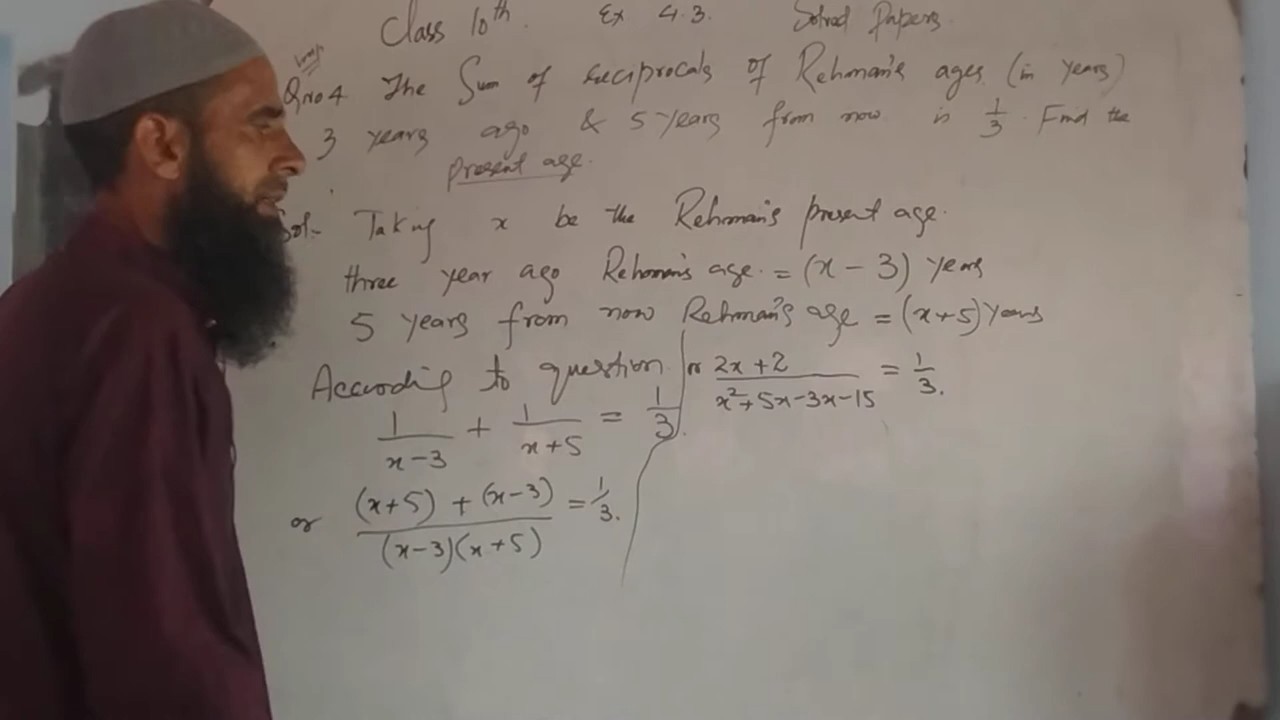 Class 10th. Ex 4.3. Solved Papers.
Imp
Qno 4. The Sum of reciprocals of Rehman's ages (in years)
3 years ago & 5 years from now is 1/3. Find the
present age.
Sol:- Taking x be the Rehman's present age.
three year ago Rehman's age. = (x - 3) years
5 years from now Rehman's age = (x+5) years
According to question.
1/(x-3) + 1/(x+5) = 1/3.
or ((x+5) + (x-3))/((x-3)(x+5)) = 1/3.
or (2x+2)/(x²+5x-3x-15) = 1/3.